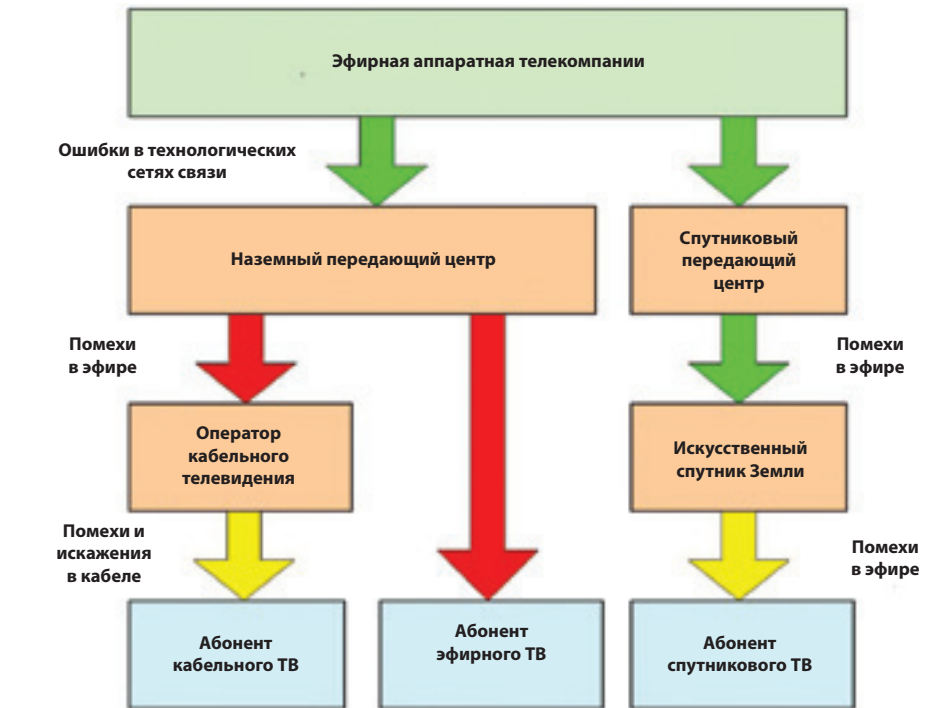 Эфирная аппаратная телекомпании
Ошибки в технологических
сетях связи
Наземный передающий центр
Спутниковый
передающий
центр
Помехи
в эфире
Помехи
в эфире
Оператор
кабельного
телевидения
Искусственный
спутник Земли
Помехи и
искажения
в кабеле
Помехи
в эфире
Абонент
кабельного ТВ
Абонент
эфирного ТВ
Абонент
спутникового ТВ